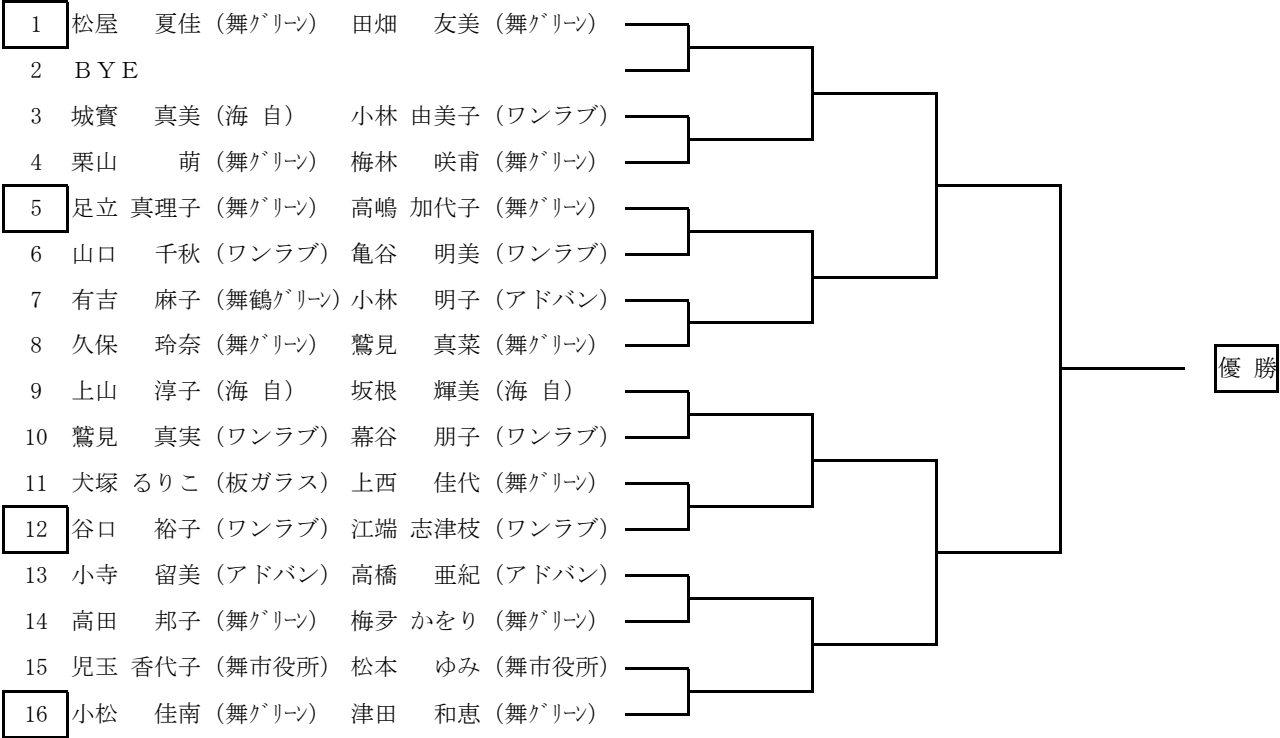 1 松屋 夏佳 (舞グリーン) 田畑 友美 (舞グリーン)
2 BYE
3 城寳 真美 (海 自) 小林 由美子 (ワンラブ)
4 栗山 萌 (舞グリーン) 梅林 咲甫 (舞グリーン)
5 足立 真理子 (舞グリーン) 高嶋 加代子 (舞グリーン)
6 山口 千秋 (ワンラブ) 亀谷 明美 (ワンラブ)
7 有吉 麻子 (舞鶴グリーン) 小林 明子 (アドバン)
8 久保 玲奈 (舞グリーン) 鷲見 真菜 (舞グリーン)
優 勝
9 上山 淳子 (海 自) 坂根 輝美 (海 自)
10 鷲見 真実 (ワンラブ) 幕谷 朋子 (ワンラブ)
11 犬塚 るりこ (板ガラス) 上西 佳代 (舞グリーン)
12 谷口 裕子 (ワンラブ) 江端 志津枝 (ワンラブ)
13 小寺 留美 (アドバン) 高橋 亜紀 (アドバン)
14 高田 邦子 (舞グリーン) 梅 かをり (舞グリーン)
15 児玉 香代子 (舞市役所) 松本 ゆみ (舞市役所)
16 小松 佳南 (舞グリーン) 津田 和恵 (舞グリーン)